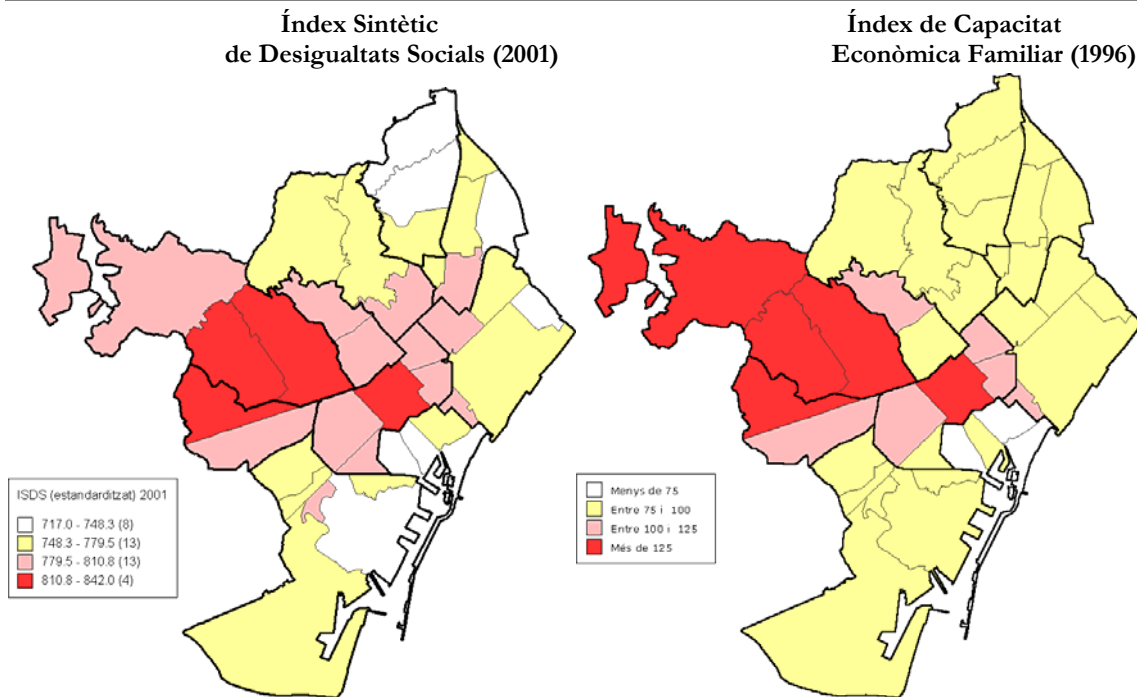 Índex Sintètic
de Desigualtats Socials (2001)
Índex de Capacitat
Econòmica Familiar (1996)
ISDS (estandarditzat) 2001
717.0 - 748.3 (8)
748.3 - 779.5 (13)
779.5 - 810.8 (13)
810.8 - 842.0 (4)
Menys de 75
Entre 75 i 100
Entre 100 i 125
Més de 125